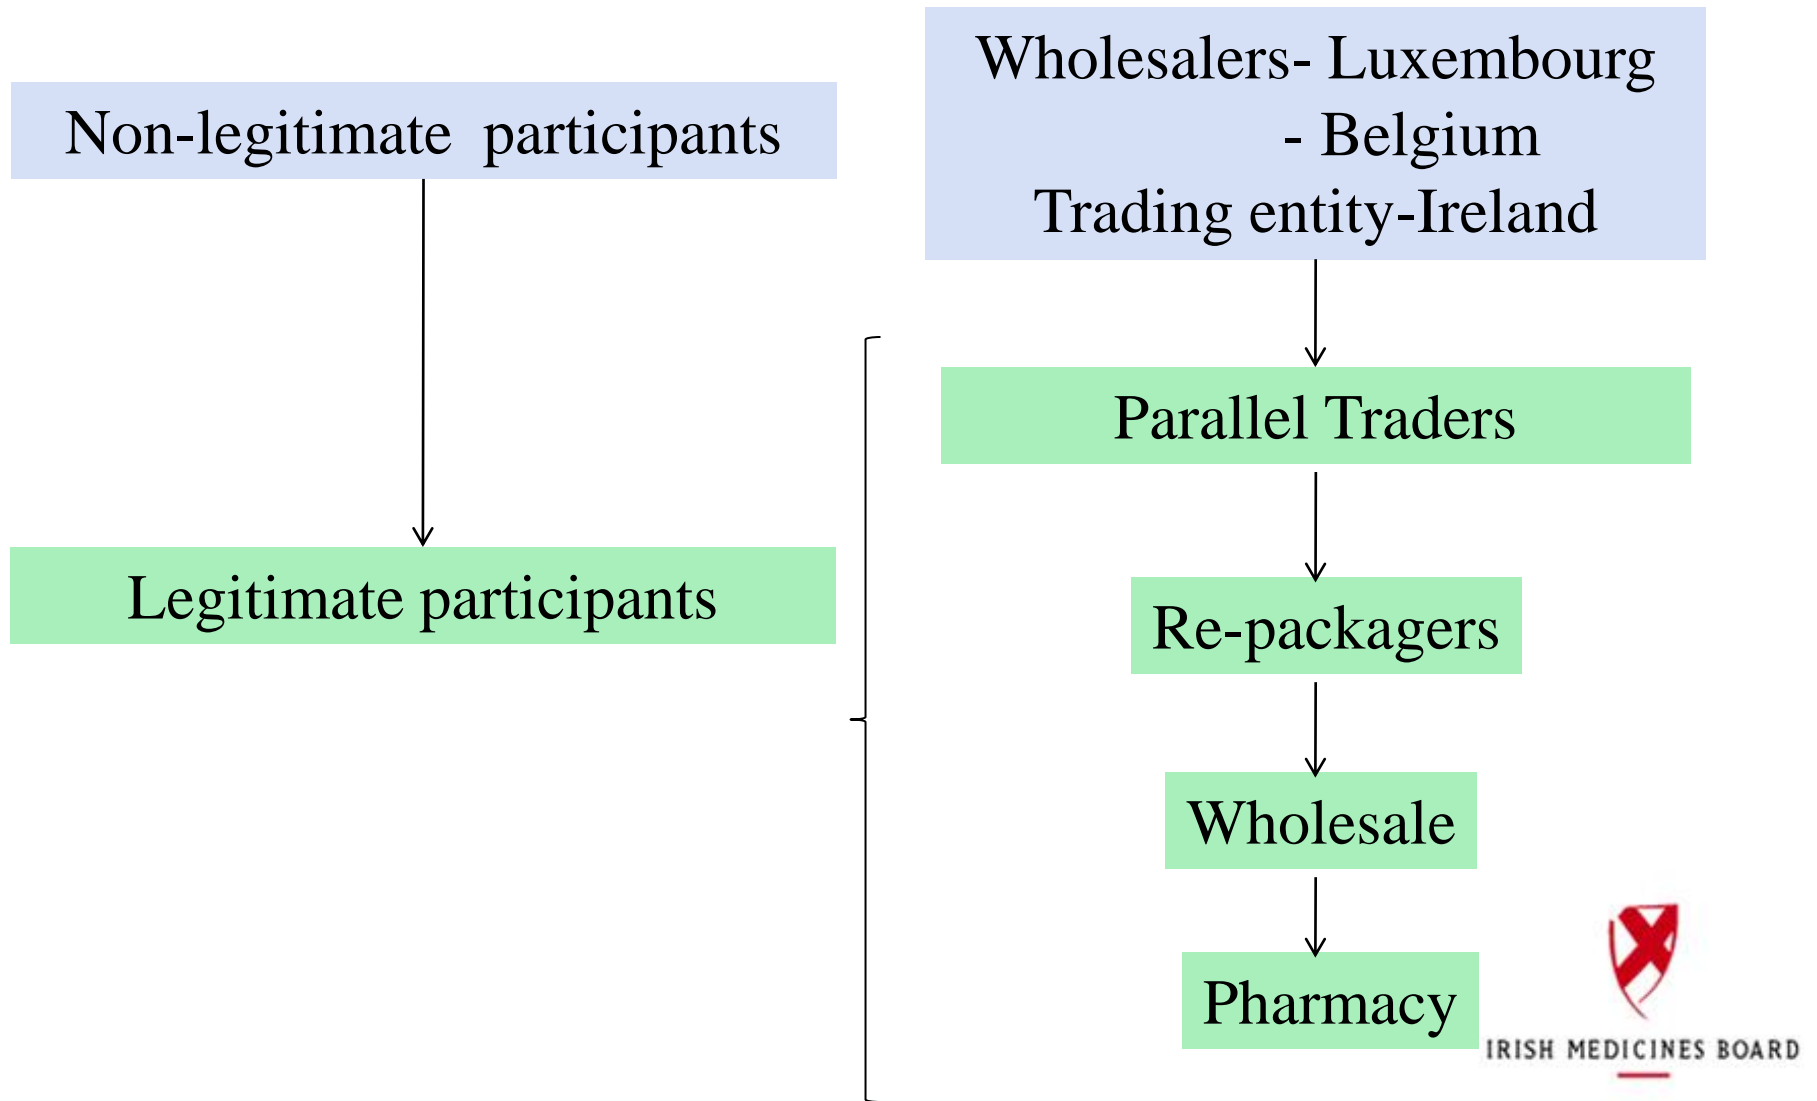 Non-legitimate participants
Legitimate participants
Wholesalers- Luxembourg
- Belgium
Trading entity-Ireland
Parallel Traders
Re-packagers
Wholesale
Pharmacy
IRISH MEDICINES BOARD